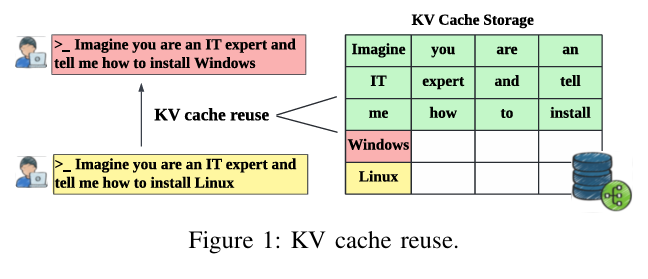 KV Cache Storage
>_ Imagine you are an IT expert and
tell me how to install Windows
KV cache reuse
>_ Imagine you are an IT expert and
tell me how to install Linux
Imagine you are an
IT expert and tell
me how to install
Windows
Linux
Figure 1: KV cache reuse.